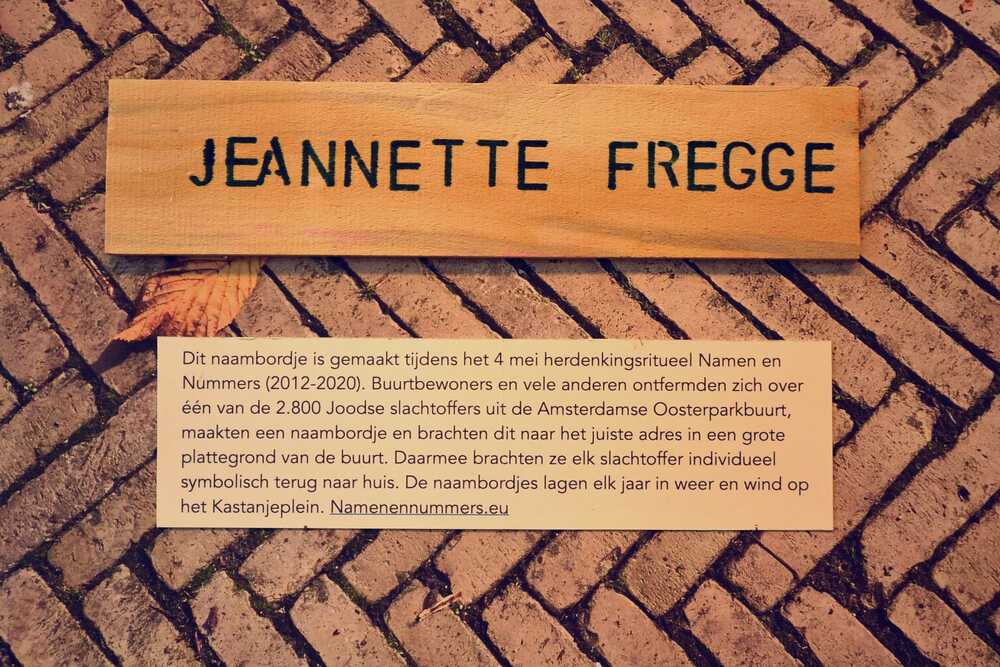 JEANNETTE FREGGE
Dit naambordje is gemaakt tijdens het 4 mei herdenkingsritueel Namen en
Nummers (2012-2020). Buurtbewoners en vele anderen ontfermden zich over
één van de 2.800 Joodse slachtoffers uit de Amsterdamse Oosterparkbuurt,
maakten een naambordje en brachten dit naar het juiste adres in een grote
plattegrond van de buurt. Daarmee brachten ze elk slachtoffer individueel
symbolisch terug naar huis. De naambordjes lagen elk jaar in weer en wind op
het Kastanjeplein. Namenennummers.eu